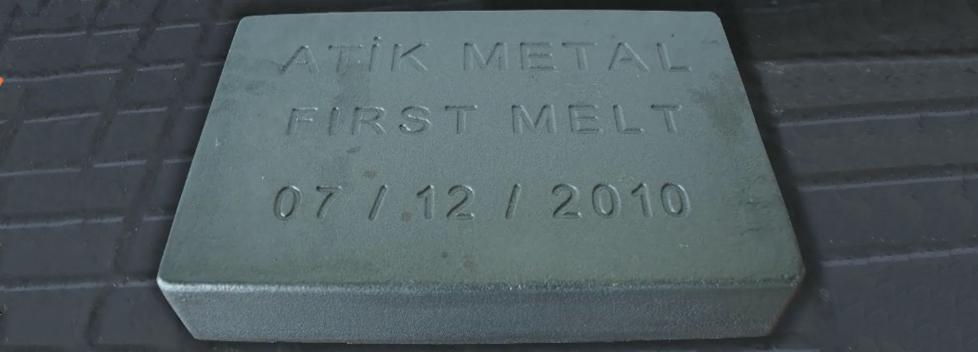 ATİK METAL
FIRST MELT
07 / 12 / 2010